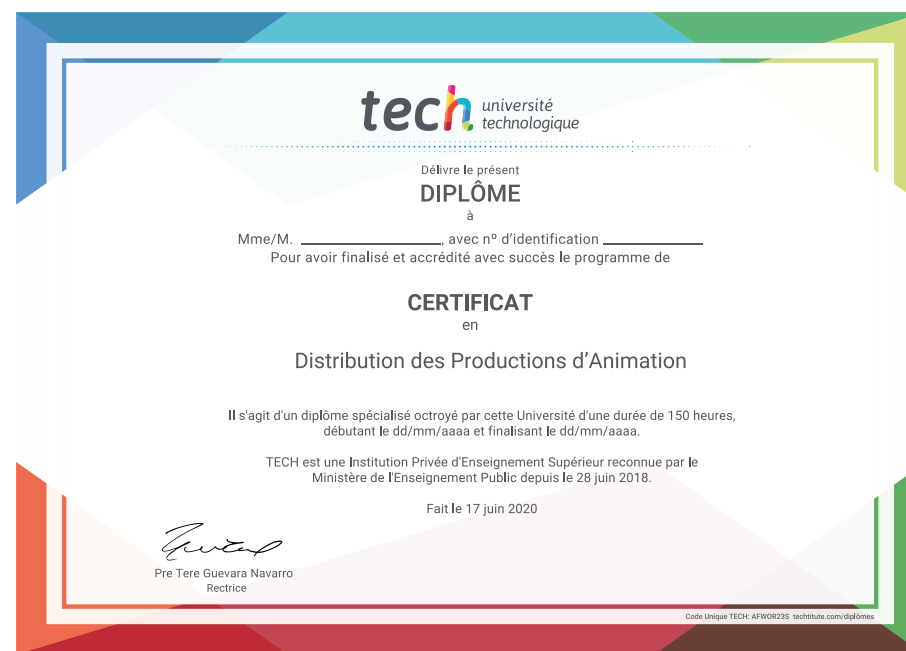 tech université
technologique
Délivre le présent
DIPLÔME
à
Mme/M. ____________________, avec nº d'identification ______________
Pour avoir finalisé et accrédité avec succès le programme de
CERTIFICAT
en
Distribution des Productions d'Animation
Il s'agit d'un diplôme spécialisé octroyé par cette Université d'une durée de 150 heures,
débutant le dd/mm/aaaa et finalisant le dd/mm/aaaa.
TECH est une Institution Privée d'Enseignement Supérieur reconnue par le
Ministère de l'Enseignement Public depuis le 28 juin 2018.
Fait le 17 juin 2020
Pre Tere Guevara Navarro
Rectrice
Code Unique TECH: AFWOR23S techtitute.com/diplômes